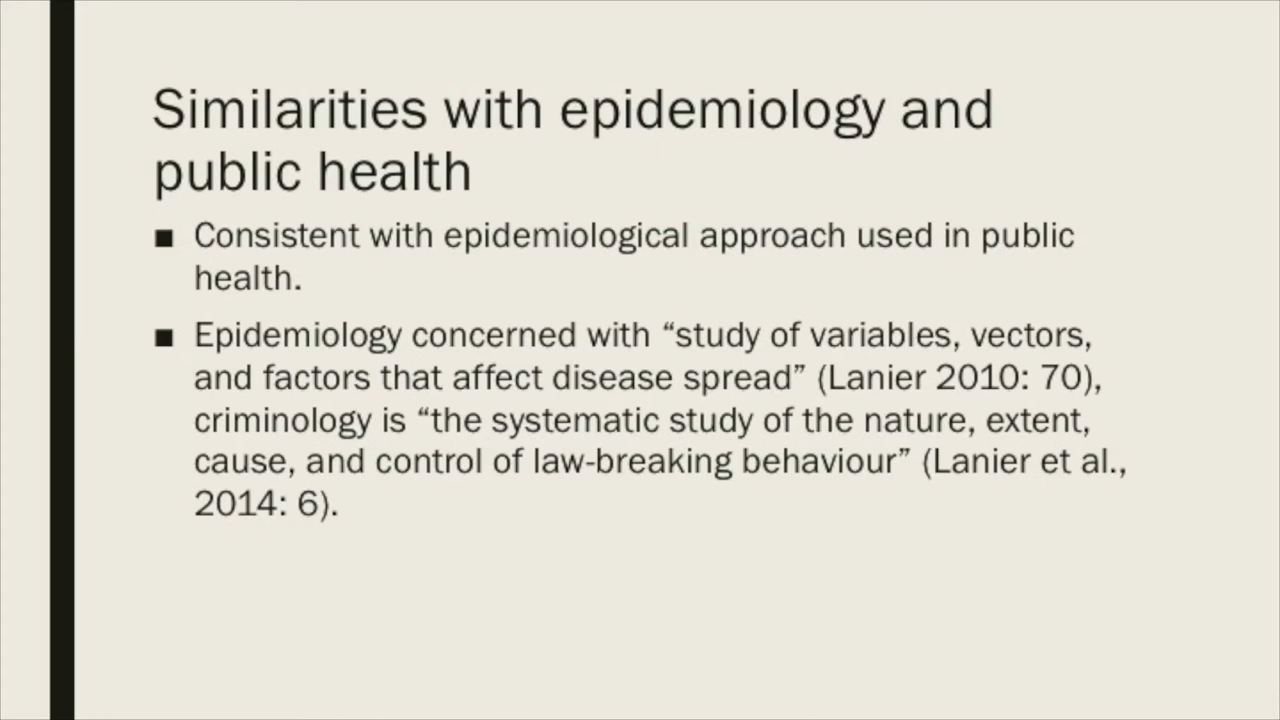 Similarities with epidemiology and
public health
■ Consistent with epidemiological approach used in public
health.
■ Epidemiology concerned with “study of variables, vectors,
and factors that affect disease spread” (Lanier 2010: 70),
criminology is “the systematic study of the nature, extent,
cause, and control of law-breaking behaviour” (Lanier et al.,
2014: 6).